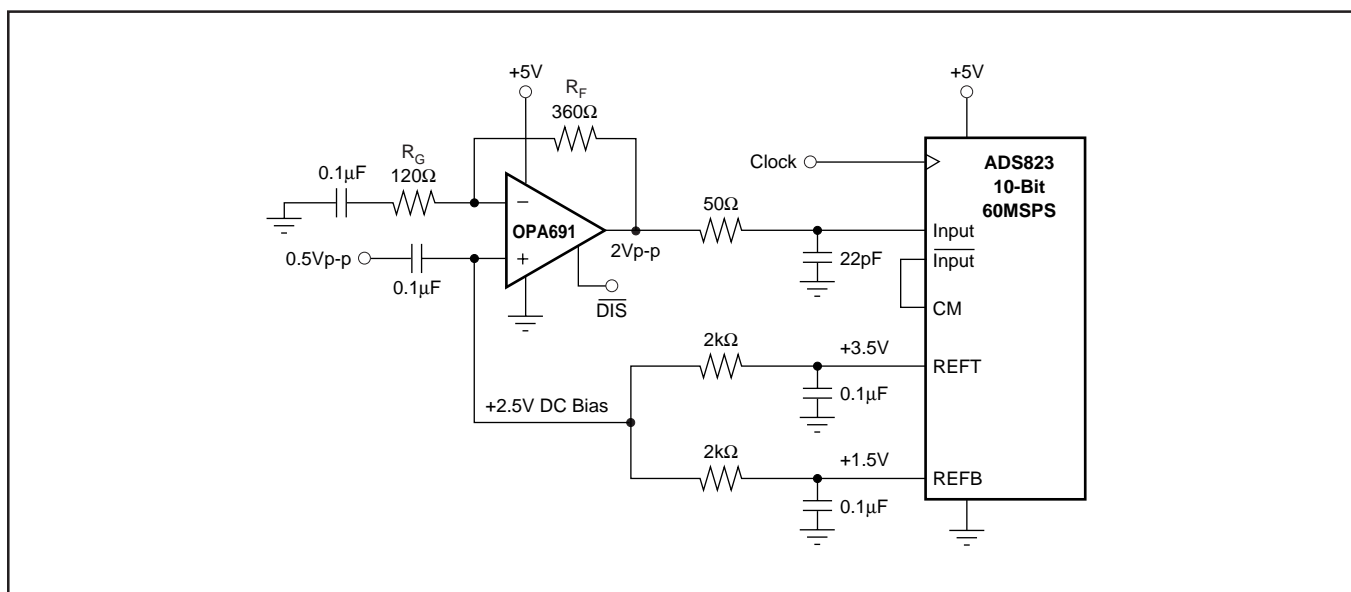 +5V
R_F
360Ω
+5V
Clock
ADS823
10-Bit
60MSPS
0.1µF
R_G
120Ω
50Ω
−
OPA691
+
2Vp-p
Input
I̅n̅p̅u̅t̅
22pF
0.5Vp-p
0.1µF
D̅I̅S̅
CM
2kΩ
+3.5V
REFT
0.1µF
+2.5V DC Bias
2kΩ
+1.5V
REFB
0.1µF